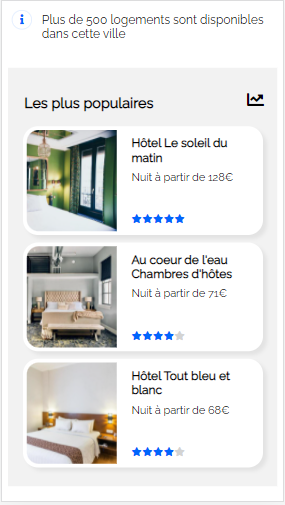 Plus de 500 logements sont disponibles
dans cette ville
Les plus populaires
Hôtel Le soleil du
matin
Nuit à partir de 128€
Au coeur de l'eau
Chambres d'hôtes
Nuit à partir de 71€
Hôtel Tout bleu et
blanc
Nuit à partir de 68€